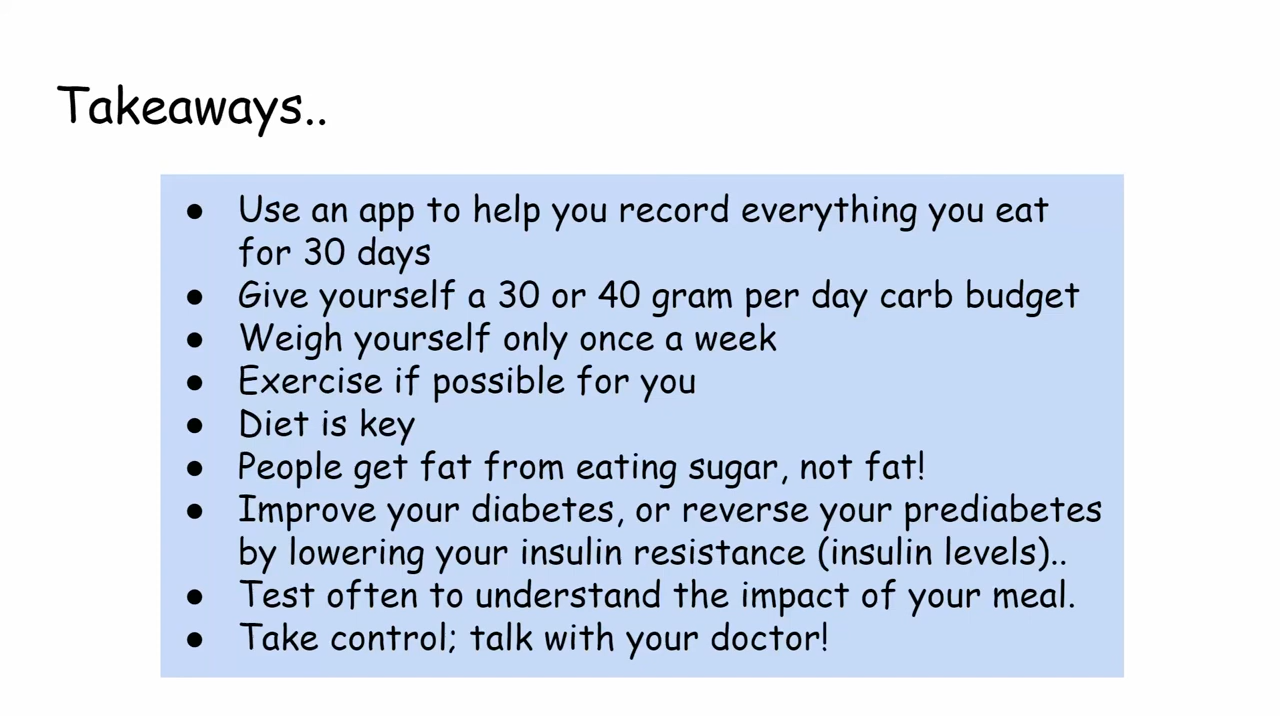 Takeaways..
● Use an app to help you record everything you eat
for 30 days
● Give yourself a 30 or 40 gram per day carb budget
● Weigh yourself only once a week
● Exercise if possible for you
● Diet is key
● People get fat from eating sugar, not fat!
● Improve your diabetes, or reverse your prediabetes
by lowering your insulin resistance (insulin levels)..
● Test often to understand the impact of your meal.
● Take control; talk with your doctor!